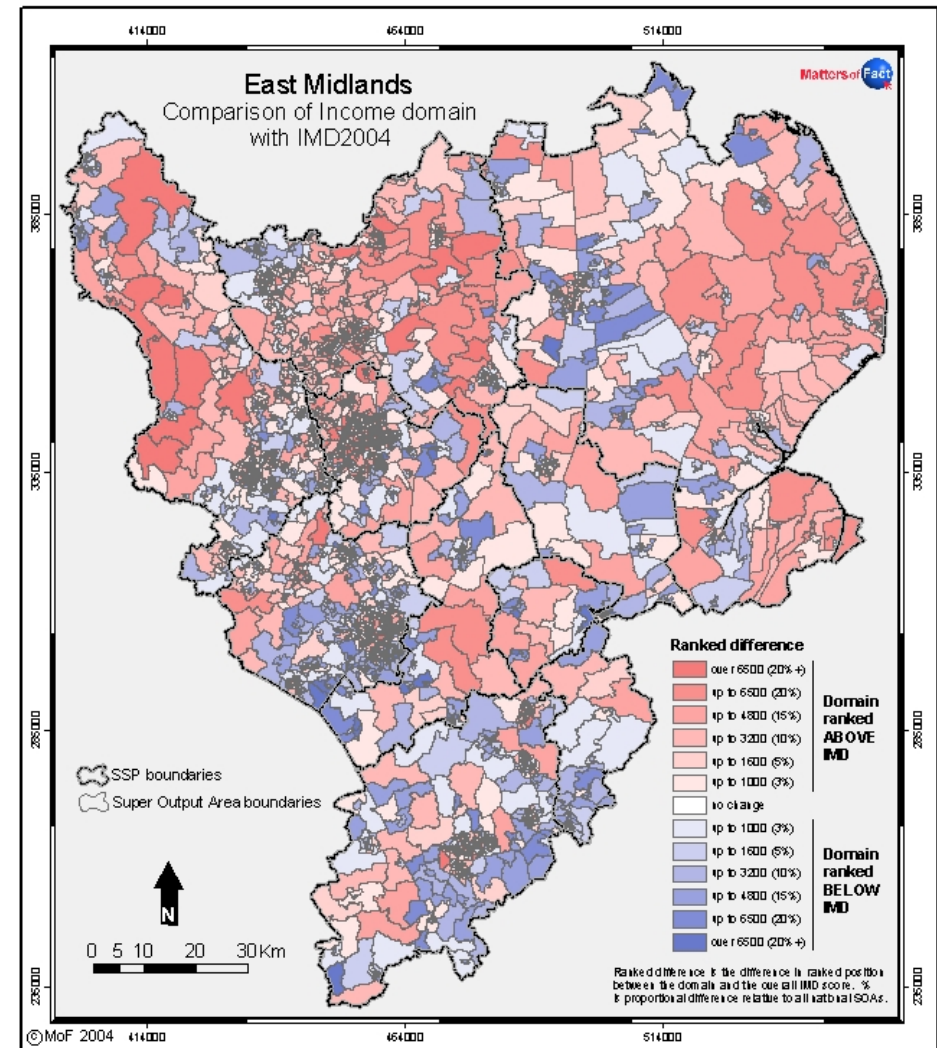 414000 464000 514000
East Midlands
Comparison of Income domain
with IMD2004
Matters of Fact
385000 385000
335000 335000
285000 285000
235000 235000
Ranked difference
over 6500 (20% +)
up to 6500 (20%)
up to 4800 (15%)
up to 3200 (10%)
up to 1600 (5%)
up to 1000 (3%)
Domain
ranked
ABOVE
IMD
no change
up to 1000 (3%)
up to 1600 (5%)
up to 3200 (10%)
up to 4800 (15%)
up to 6500 (20%)
over 6500 (20% +)
Domain
ranked
BELOW
IMD
SSP boundaries
Super Output Area boundaries
N
0 5 10 20 30 Km
Ranked difference is the difference in ranked position
between the domain and the overall IMD score. %
is proportional difference relative to all national SOAs.
©MoF 2004 414000 464000 514000